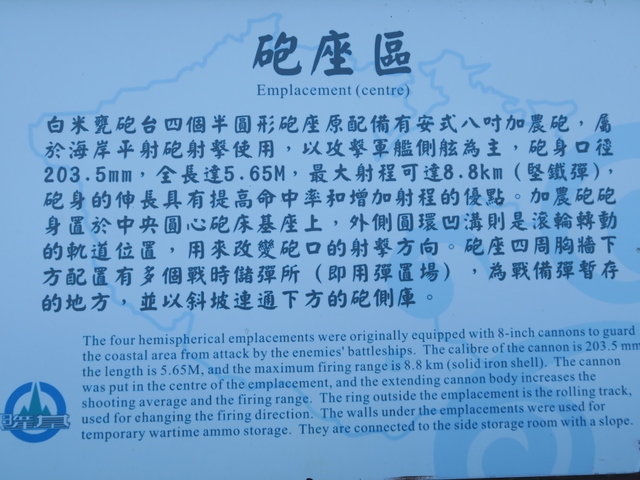 砲座區
Emplacement (centre)
白米甕砲台四個半圓形砲座原配備有安式八吋加農砲，屬
於海岸平射砲射擊使用，以攻擊軍艦側舷為主，砲身口徑
203.5mm，全長達5.65M，最大射程可達8.8km（堅鐵彈），
砲身的伸長具有提高命中率和增加射程的優點。加農砲砲
身置於中央圓心砲床基座上，外側圓環凹溝則是滾輪轉動
的軌道位置，用來改變砲口的射擊方向。砲座四周胸牆下
方配置有多個戰時儲彈所（即用彈置場），為戰備彈暫存
的地方，並以斜坡連通下方的砲側庫。
The four hemispherical emplacements were originally equipped with 8-inch cannons to guard
the coastal area from attack by the enemies' battleships. The calibre of the cannon is 203.5 mm
the length is 5.65M, and the maximum firing range is 8.8 km (solid iron shell). The cannon
was put in the centre of the emplacement, and the extending cannon body increases the
shooting average and the firing range. The ring outside the emplacement is the rolling track,
used for changing the firing direction. The walls under the emplacements were used for
temporary wartime ammo storage. They are connected to the side storage room with a slope.